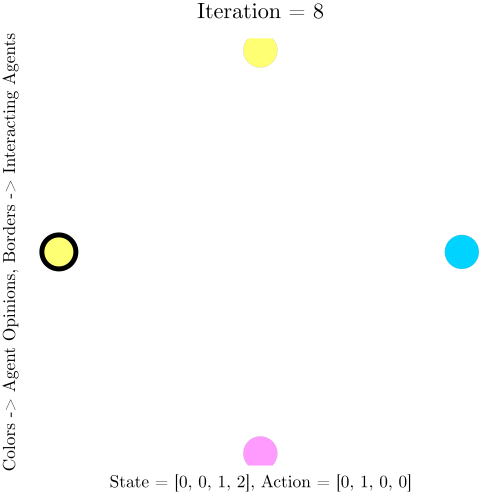 Iteration = 8
Colors -> Agent Opinions, Borders -> Interacting Agents
State = [0, 0, 1, 2], Action = [0, 1, 0, 0]